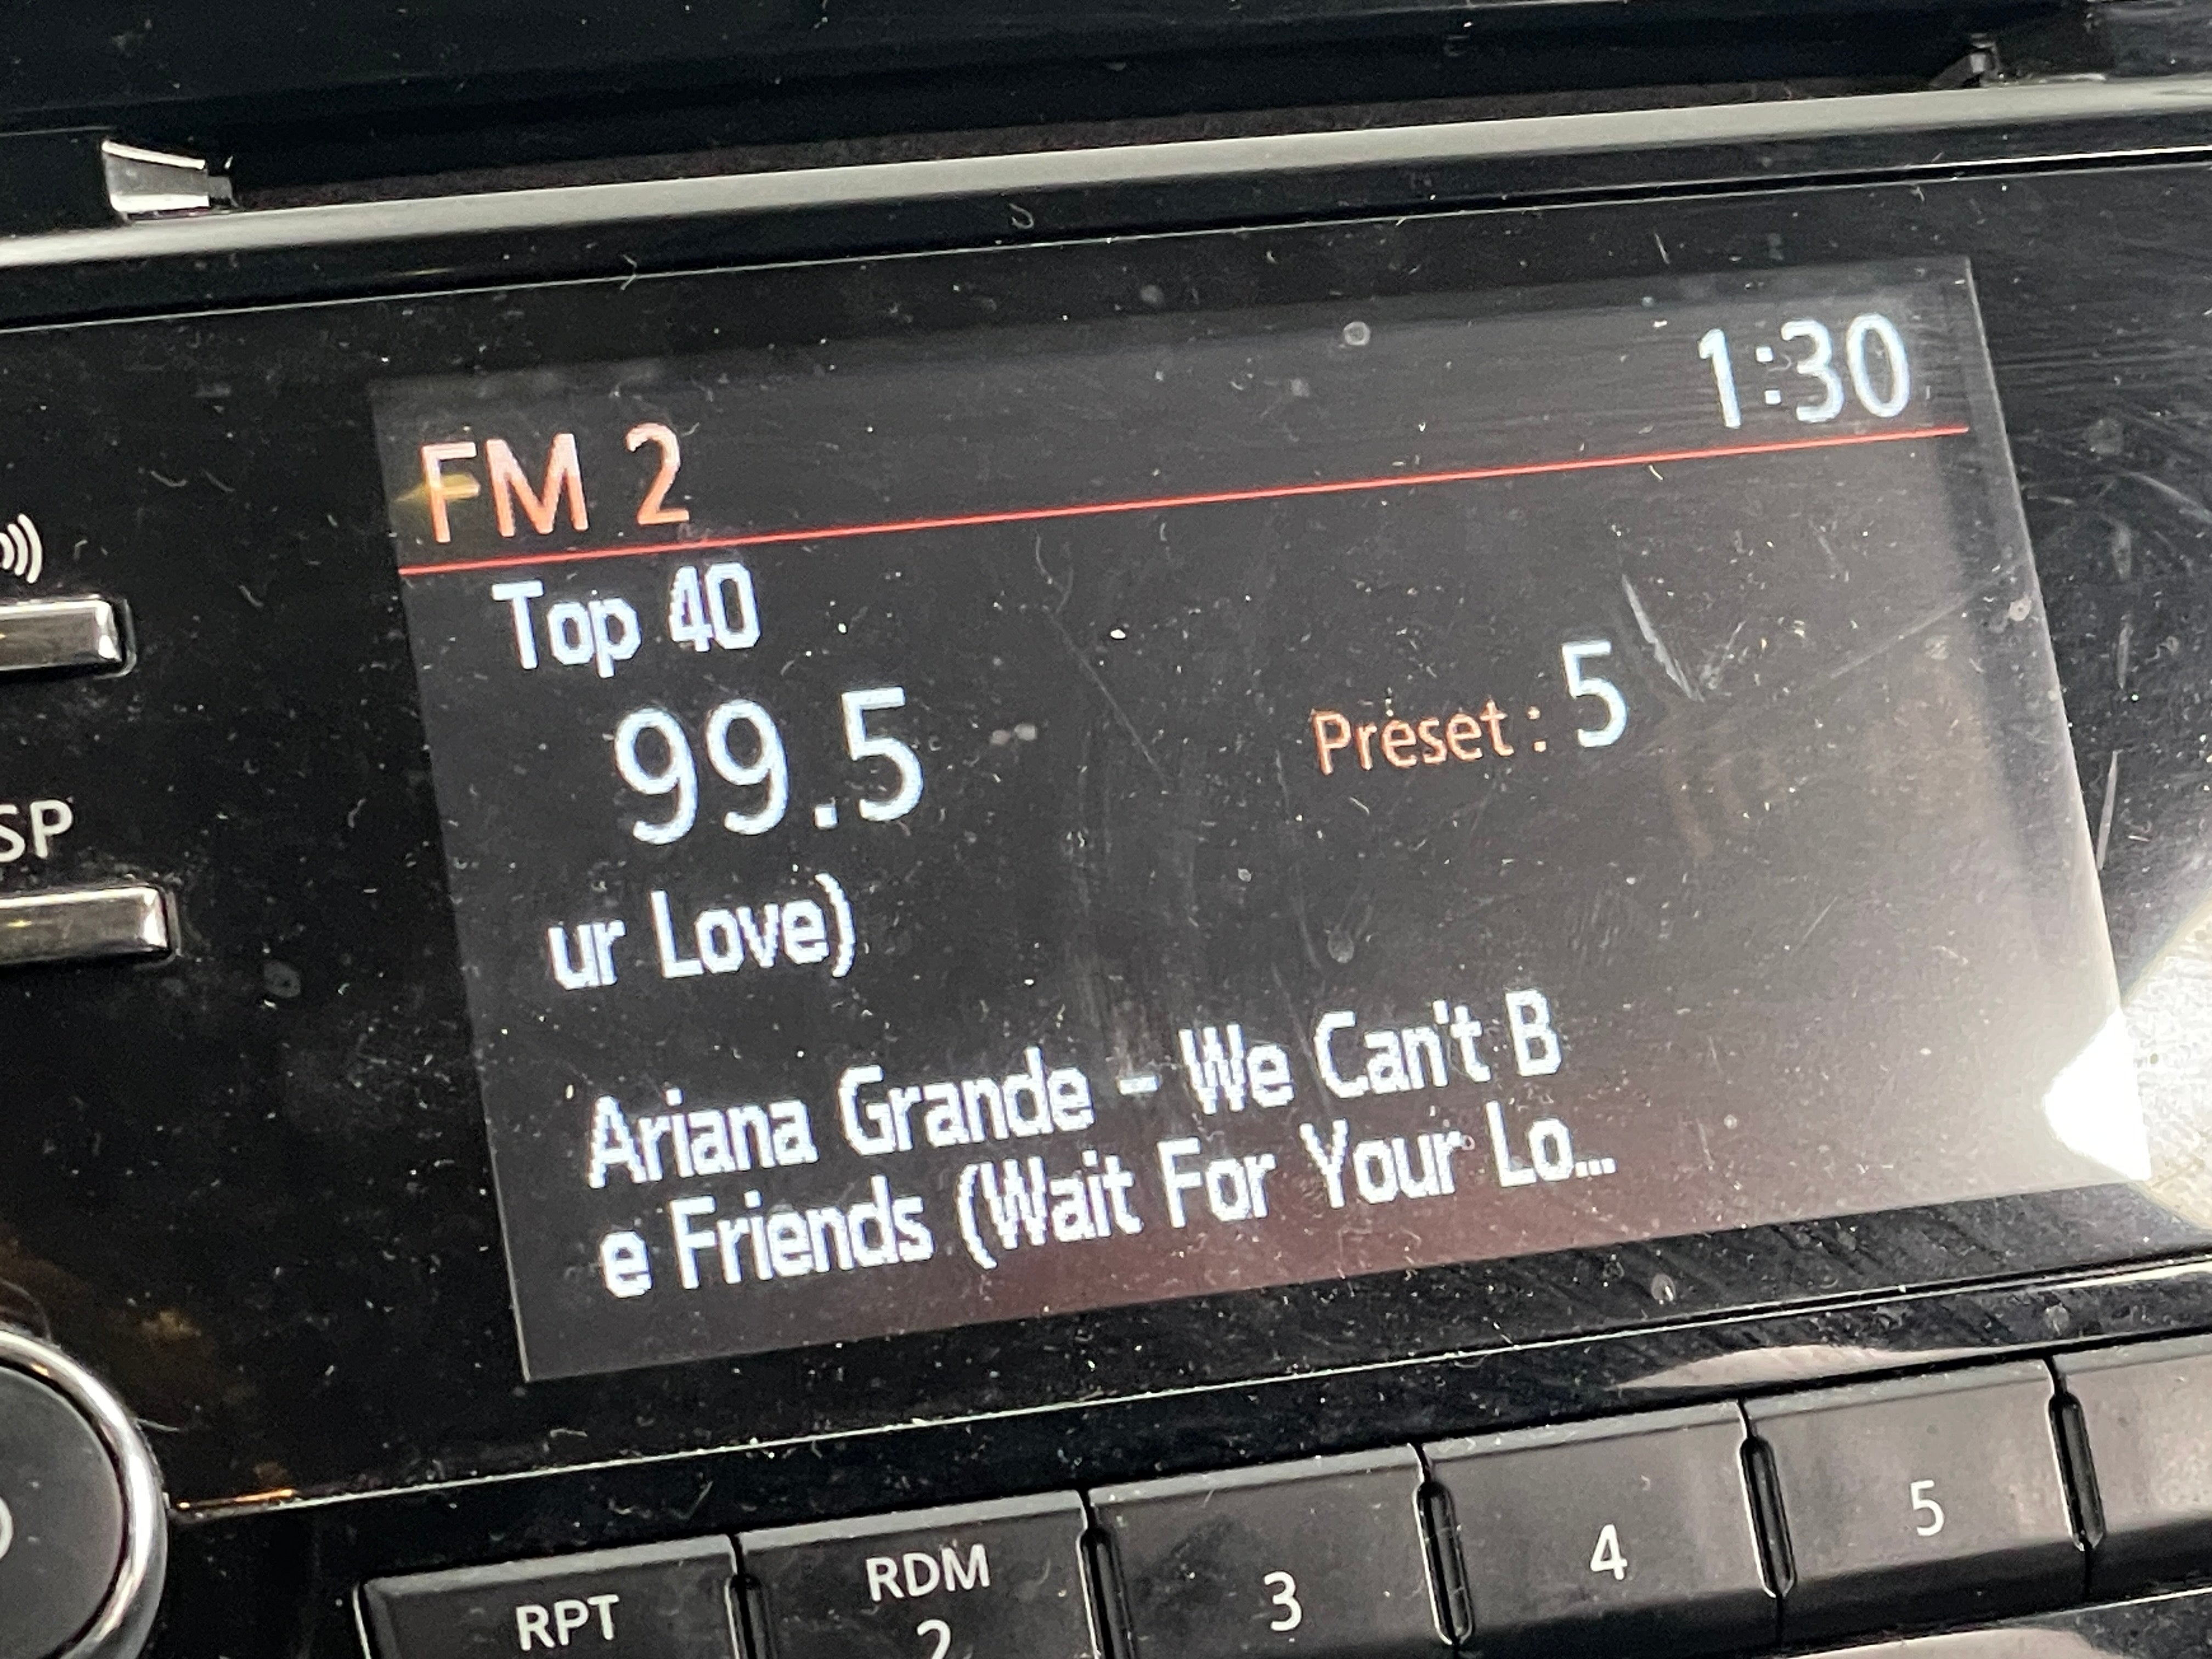 1:30
FM 2
Top 40
99.5
Preset : 5
ur Love)
Ariana Grande - We Can't B
e Friends (Wait For Your Lo...
SP
RPT
RDM
2
3
4
5